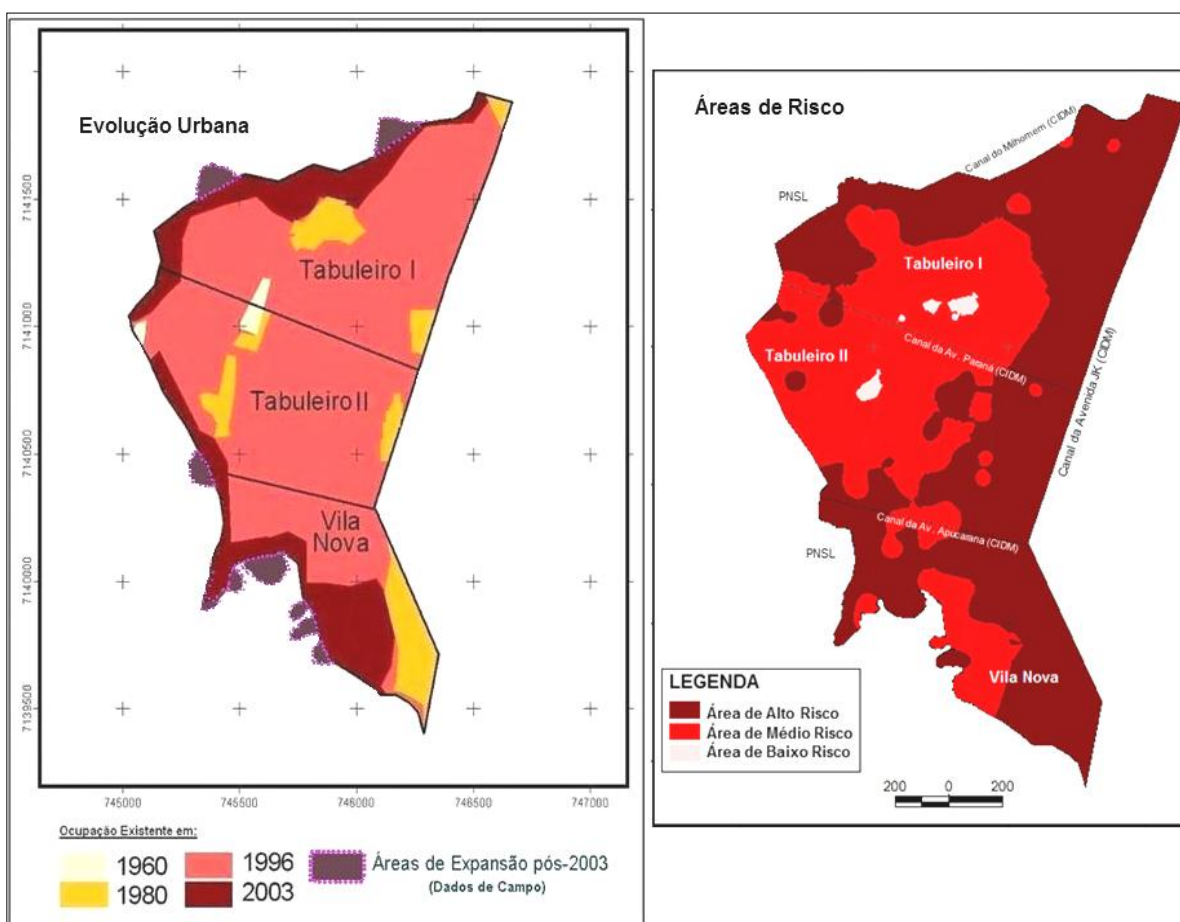 Evolução Urbana
Tabuleiro I
Tabuleiro II
Vila
Nova
7141500
7141000
7140500
7140000
7139500
745000
745500
746000
746500
747000
Ocupação Existente em:
1960
1980
1996
2003
Áreas de Expansão pós-2003
(Dados de Campo)
Áreas de Risco
Canal do Milhomem (CIDM)
PNSL
Tabuleiro I
Tabuleiro II
Canal da Av. Paraná (CIDM)
Canal da Avenida JK (CIDM)
Canal da Av. Apucarana (CIDM)
PNSL
Vila Nova
LEGENDA
Área de Alto Risco
Área de Médio Risco
Área de Baixo Risco
200 0 200